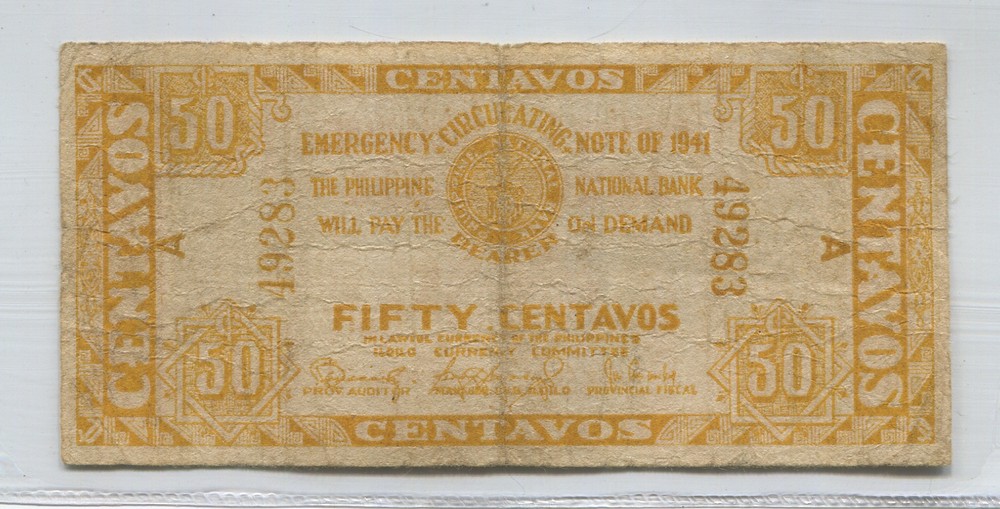 CENTAVOS
50
50
CENTAVOS
CENTAVOS
CIRCULATING
EMERGENCY
NOTE OF 1941
THE PHILIPPINE
NATIONAL BANK
WILL PAY THE
BEARER
ON DEMAND
49283
49283
A
A
FIFTY CENTAVOS
IN LAWFUL CURRENCY OF THE PHILIPPINES
ILOILO CURRENCY COMMITTEE
50
50
PROV. AUDITOR
MANAGER P.N.B. ILOILO
PROVINCIAL FISCAL
CENTAVOS